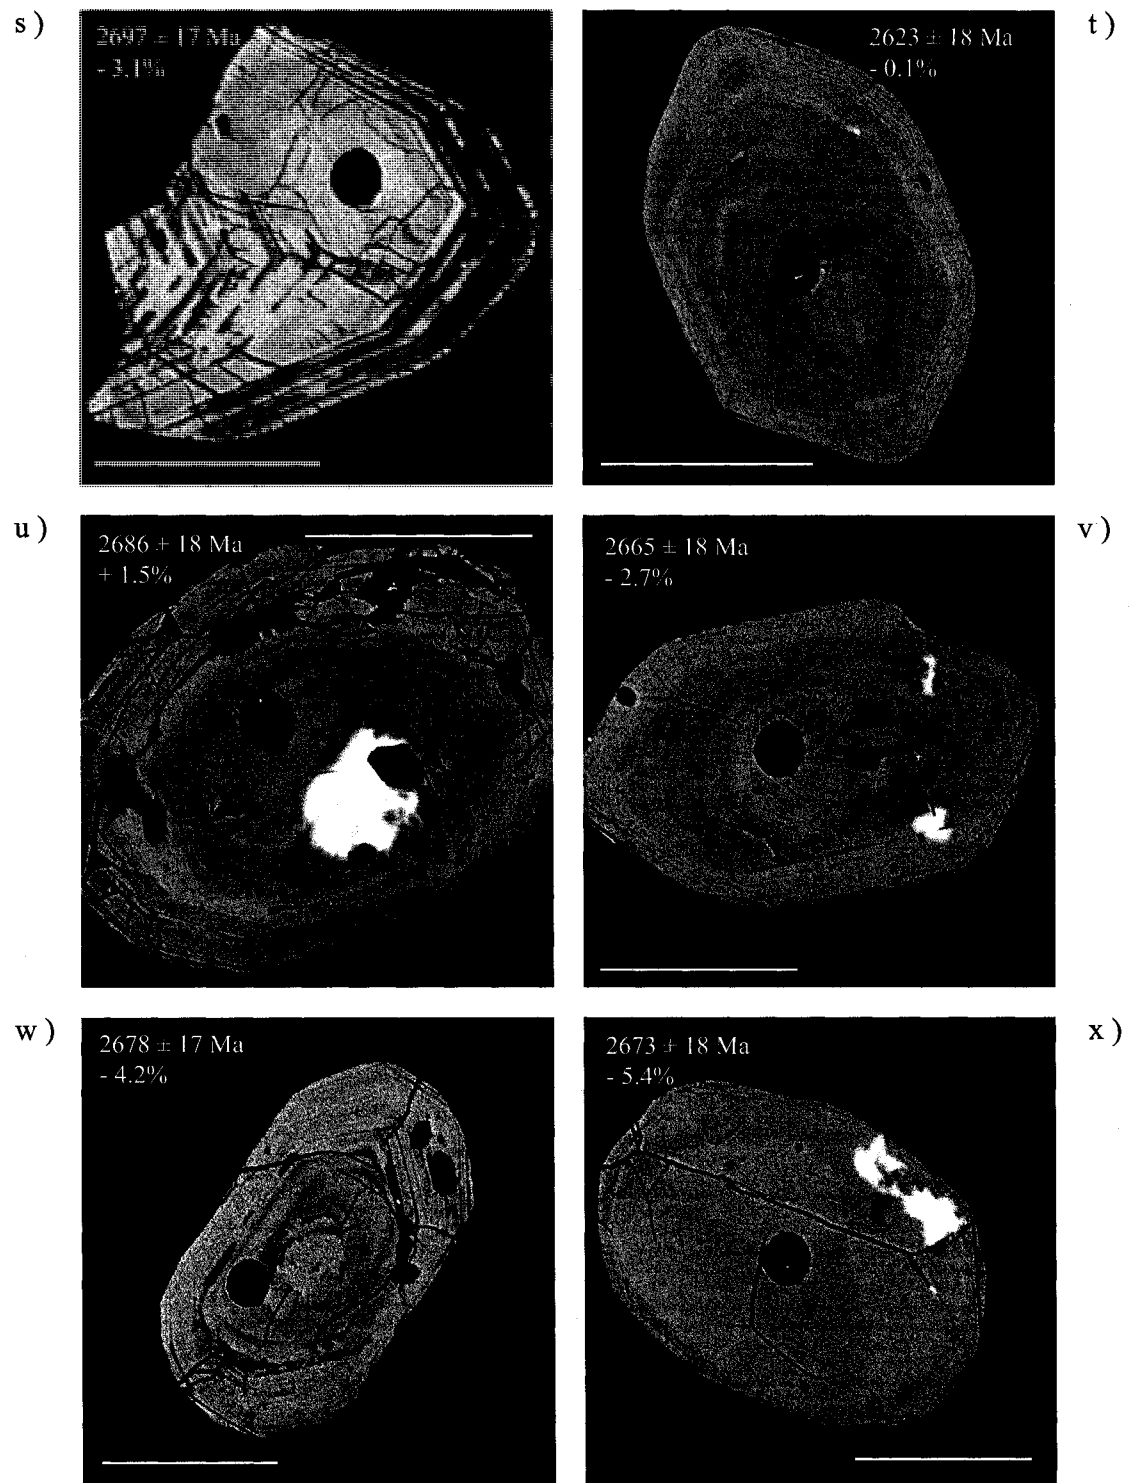 s )
2697 ± 17 Ma
- 3.1%
2623 ± 18 Ma
- 0.1%
t )
u )
2686 ± 18 Ma
+ 1.5%
2665 ± 18 Ma
- 2.7%
v )
w )
2678 ± 17 Ma
- 4.2%
2673 ± 18 Ma
- 5.4%
x )